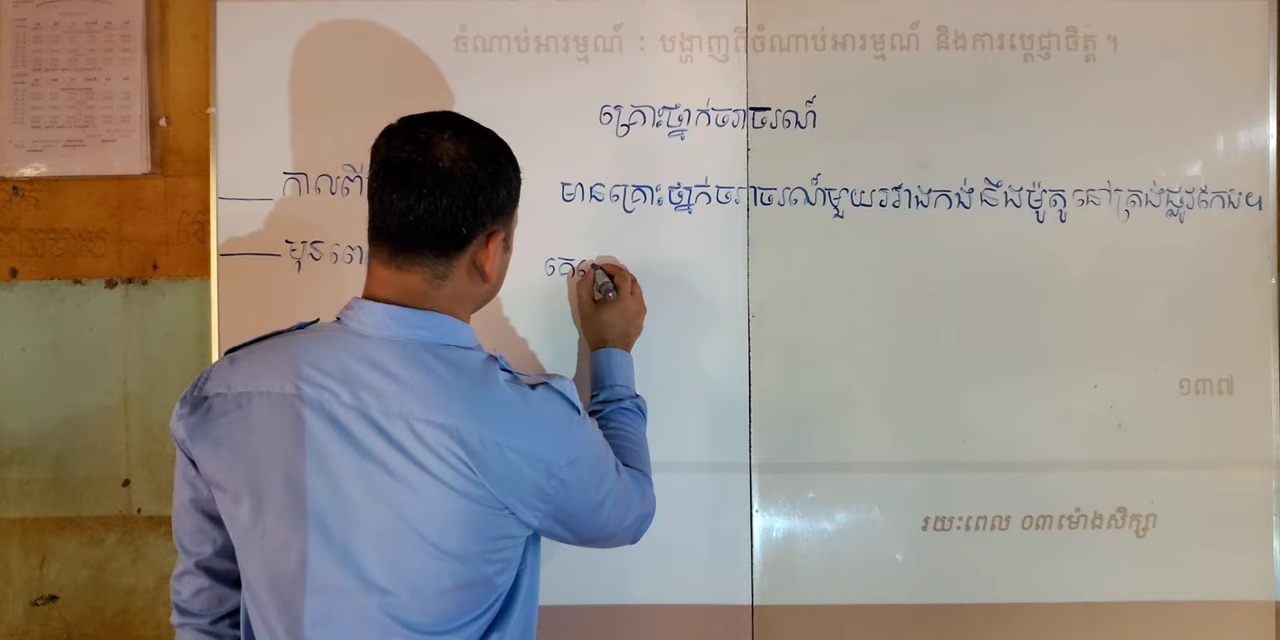 ចំណាប់អារម្មណ៍ : បង្ហាញពីចំណាប់អារម្មណ៍ និងការប្ដេជ្ញាចិត្ត ។
គ្រោះថ្នាក់ចរាចរណ៍
កាលពី មានគ្រោះថ្នាក់ចរាចរណ៍មួយរវាងកង់ នឹងម៉ូតូ នៅត្រង់ផ្លូវកែង។
មុន គេ
១៣៧
រយៈពេល ០៣ម៉ោងសិក្សា